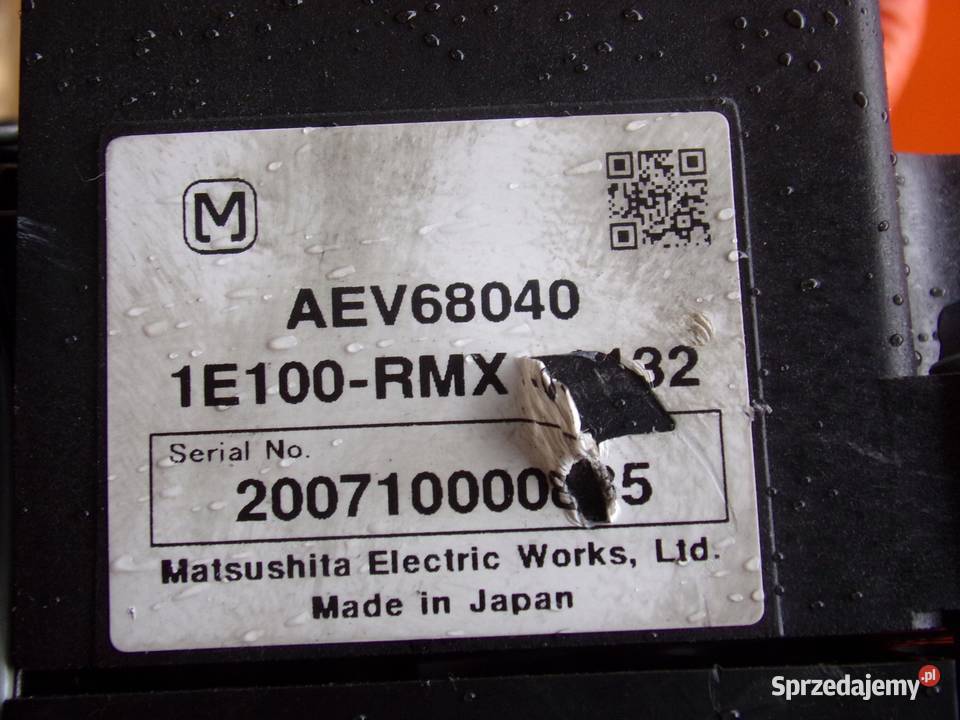 M
AEV68040
1E100-RMX
Serial No.
Matsushita Electric Works, Ltd.
Made in Japan
Sprzedajemy.pl